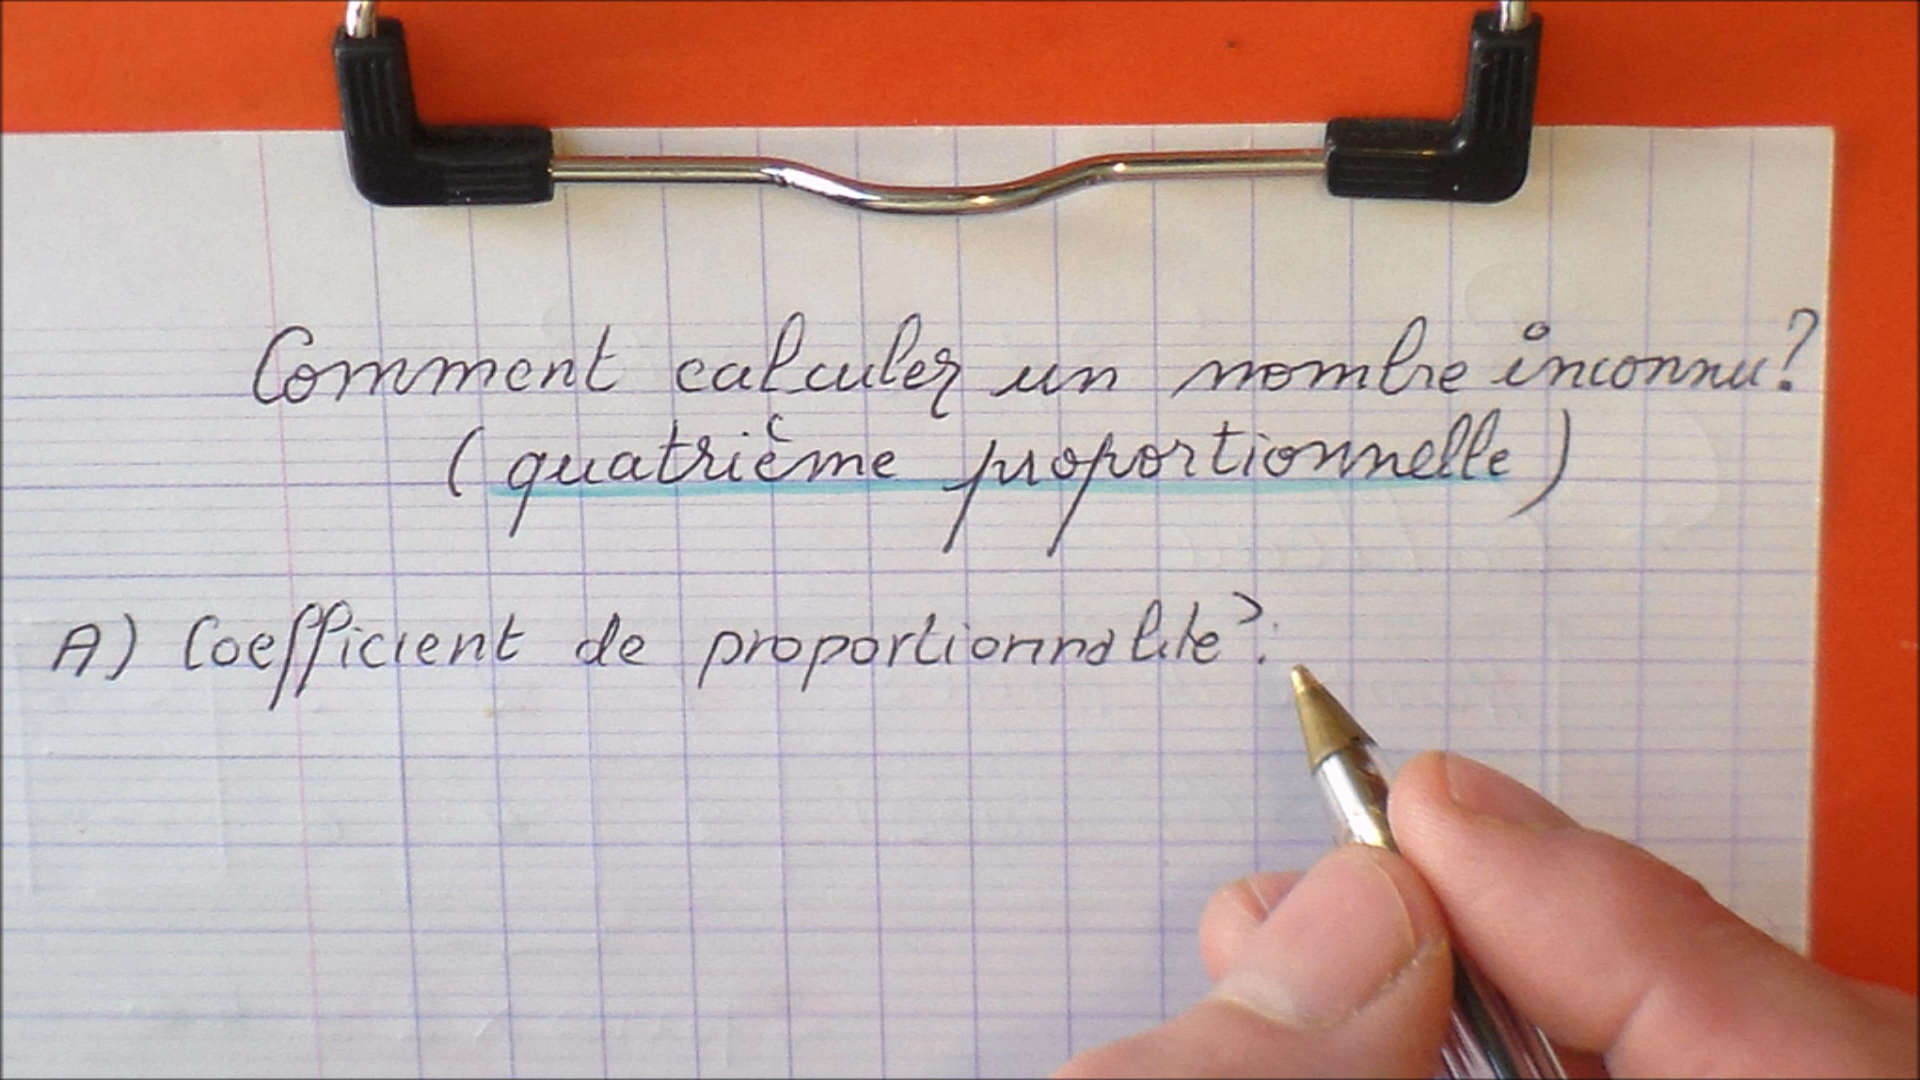 Comment calculer un nombre inconnu?
(quatrième proportionnelle)
A) Coefficient de proportionnalité: